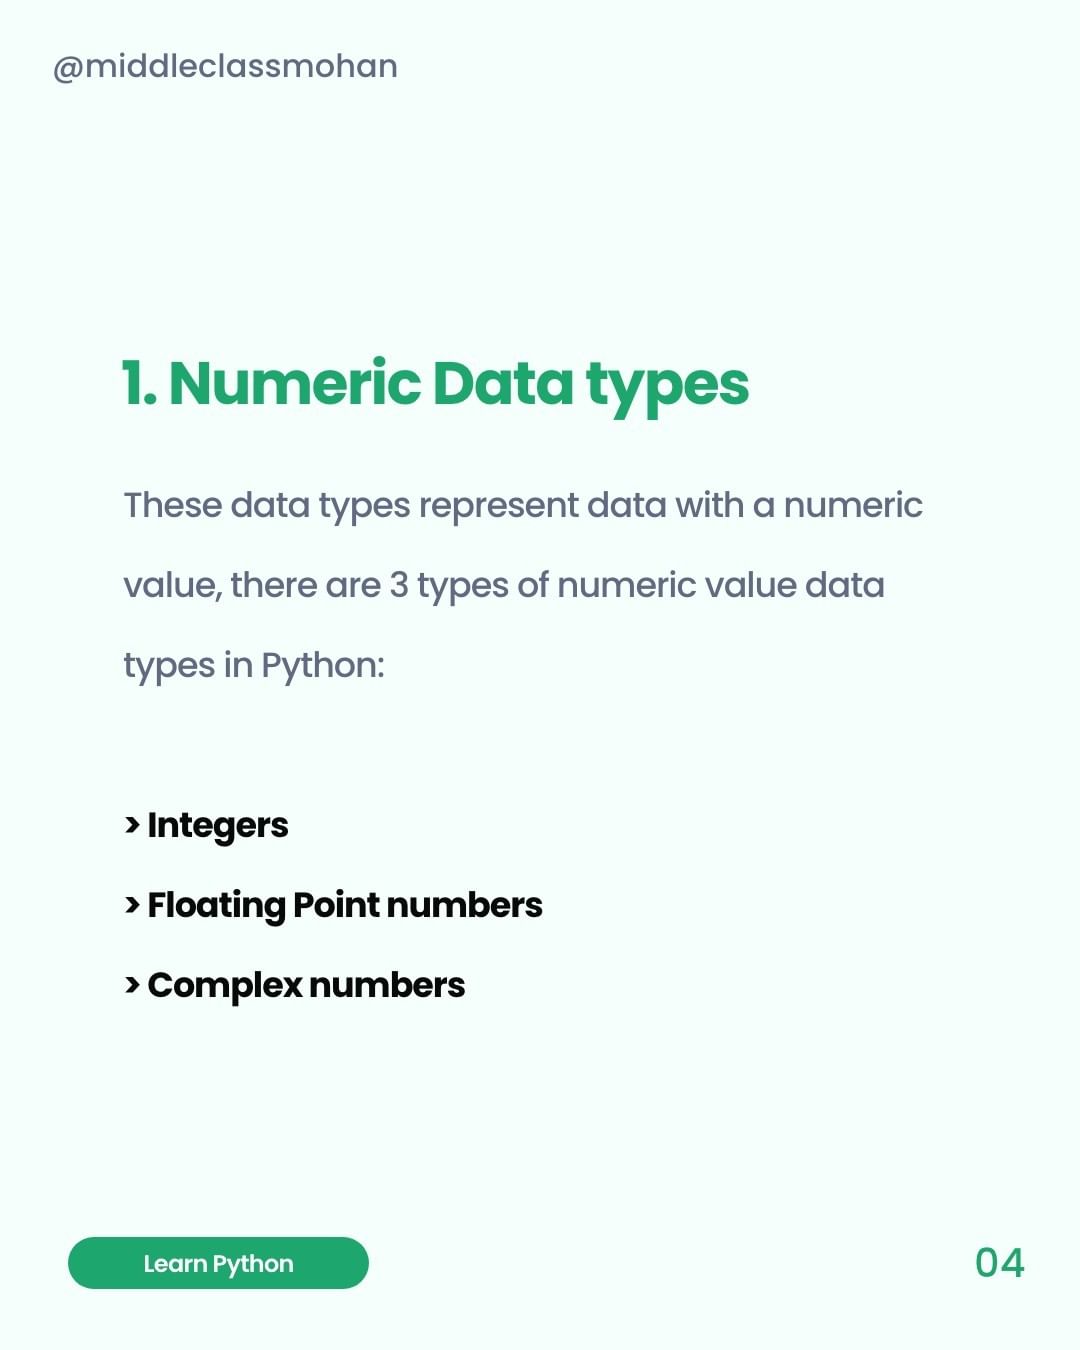 @middleclassmohan
1. Numeric Data types
These data types represent data with a numeric
value, there are 3 types of numeric value data
types in Python:
> Integers
> Floating Point numbers
> Complex numbers
Learn Python
04